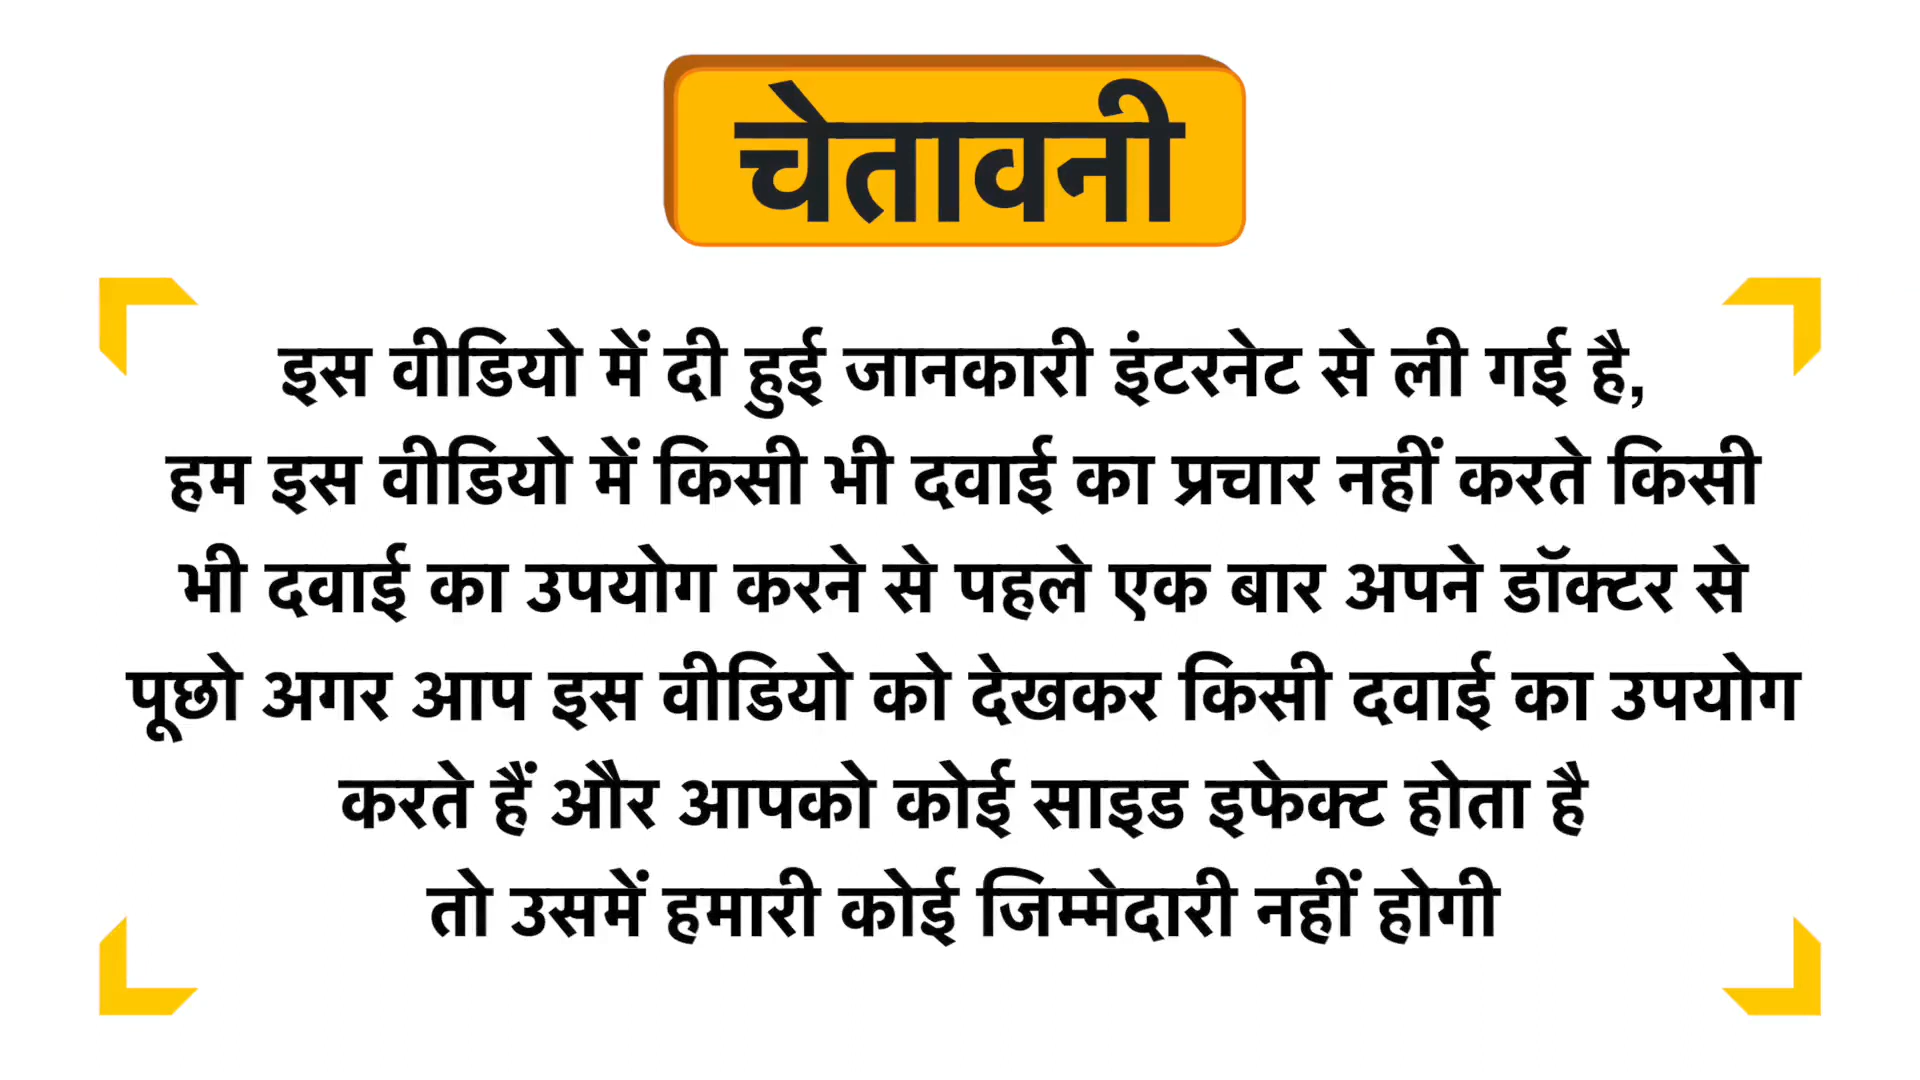 चेतावनी
इस वीडियो में दी हुई जानकारी इंटरनेट से ली गई है,
हम इस वीडियो में किसी भी दवाई का प्रचार नहीं करते किसी
भी दवाई का उपयोग करने से पहले एक बार अपने डॉक्टर से
पूछो अगर आप इस वीडियो को देखकर किसी दवाई का उपयोग
करते हैं और आपको कोई साइड इफेक्ट होता है
तो उसमें हमारी कोई जिम्मेदारी नहीं होगी